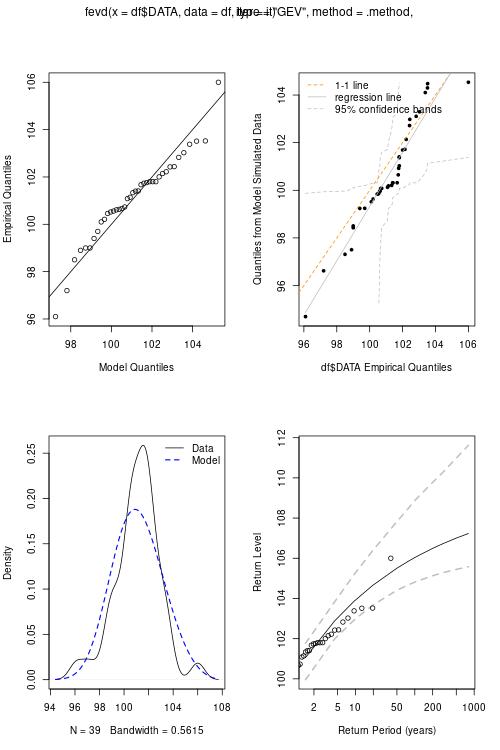 fevd(x = df$DATA, data = df, type = "GEV", method = .method,
106
104
102
100
98
96
Empirical Quantiles
98 100 102 104
Model Quantiles
1-1 line
regression line
95% confidence bands
104
102
100
98
96
Quantiles from Model Simulated Data
96 98 100 102 104 106
df$DATA Empirical Quantiles
Data
Model
0.25
0.20
0.15
0.10
0.05
0.00
Density
94 96 98 100 102 104 106 108
N = 39 Bandwidth = 0.5615
112
110
108
106
104
102
100
Return Level
2 5 10 50 200 1000
Return Period (years)